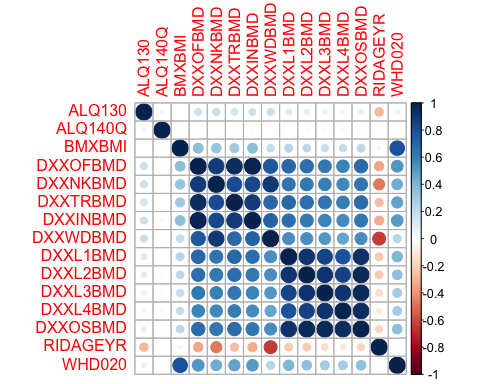 ALQ130
ALQ140Q
BMXBMI
DXXOFBMD
DXXNKBMD
DXXTRBMD
DXXINBMD
DXXWDBMD
DXXL1BMD
DXXL2BMD
DXXL3BMD
DXXL4BMD
DXXOSBMD
RIDAGEYR
WHD020
ALQ130
ALQ140Q
BMXBMI
DXXOFBMD
DXXNKBMD
DXXTRBMD
DXXINBMD
DXXWDBMD
DXXL1BMD
DXXL2BMD
DXXL3BMD
DXXL4BMD
DXXOSBMD
RIDAGEYR
WHD020
1
0.8
0.6
0.4
0.2
0
-0.2
-0.4
-0.6
-0.8
-1